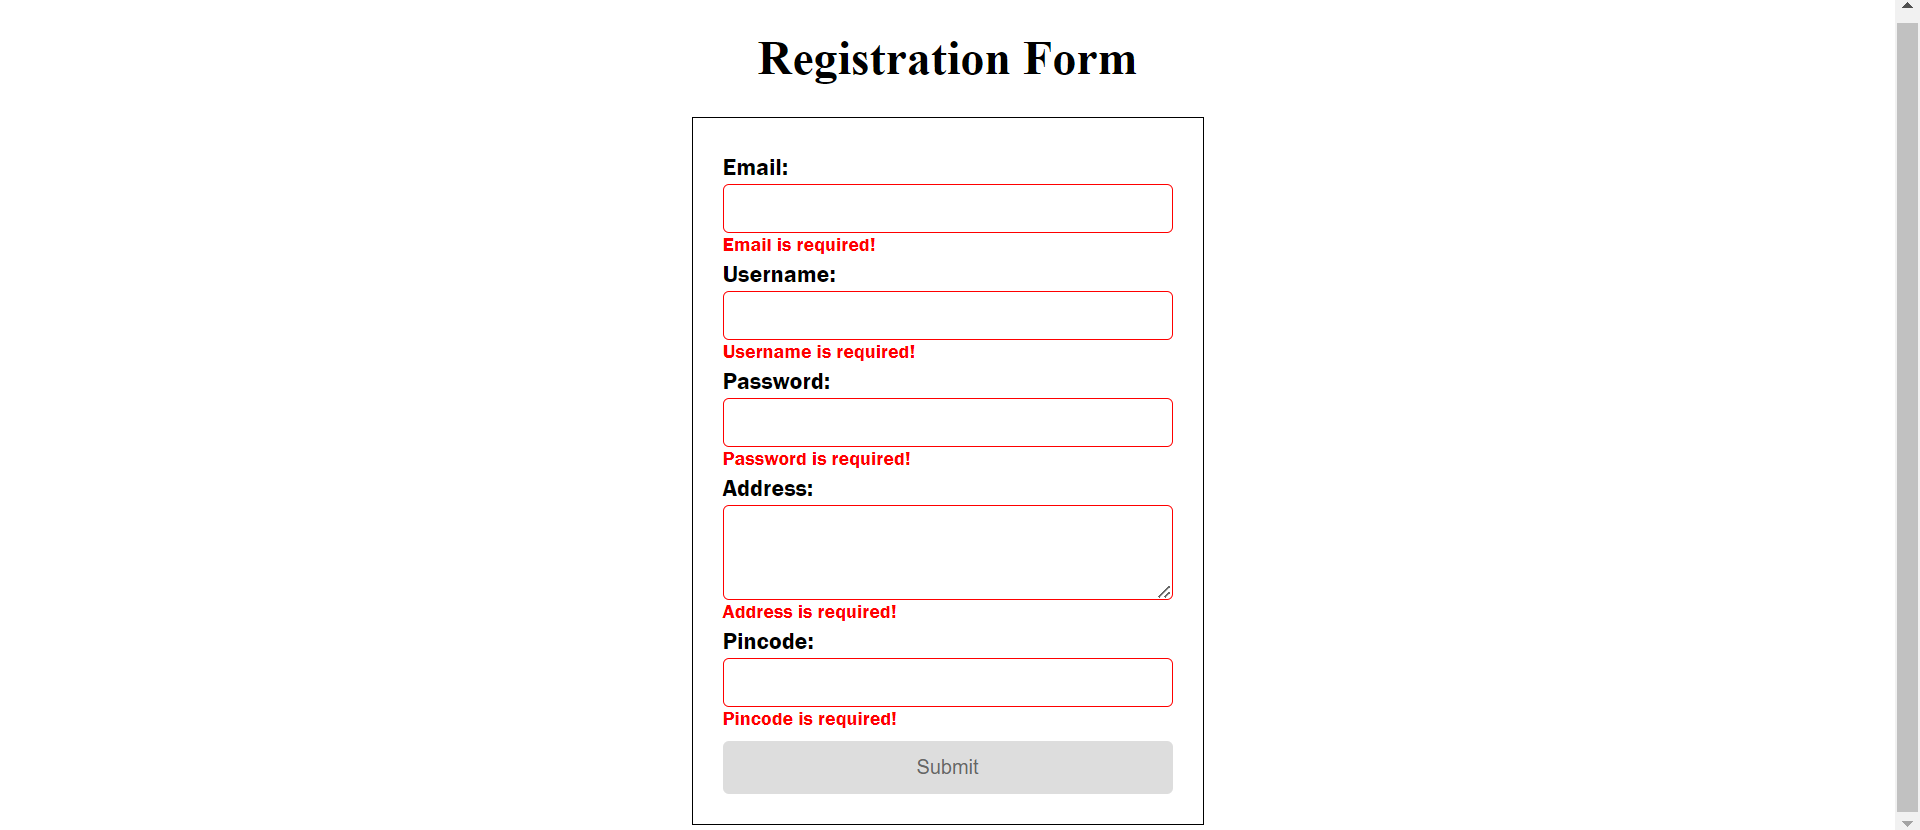 Registration Form
Email:
Email is required!
Username:
Username is required!
Password:
Password is required!
Address:
Address is required!
Pincode:
Pincode is required!
Submit